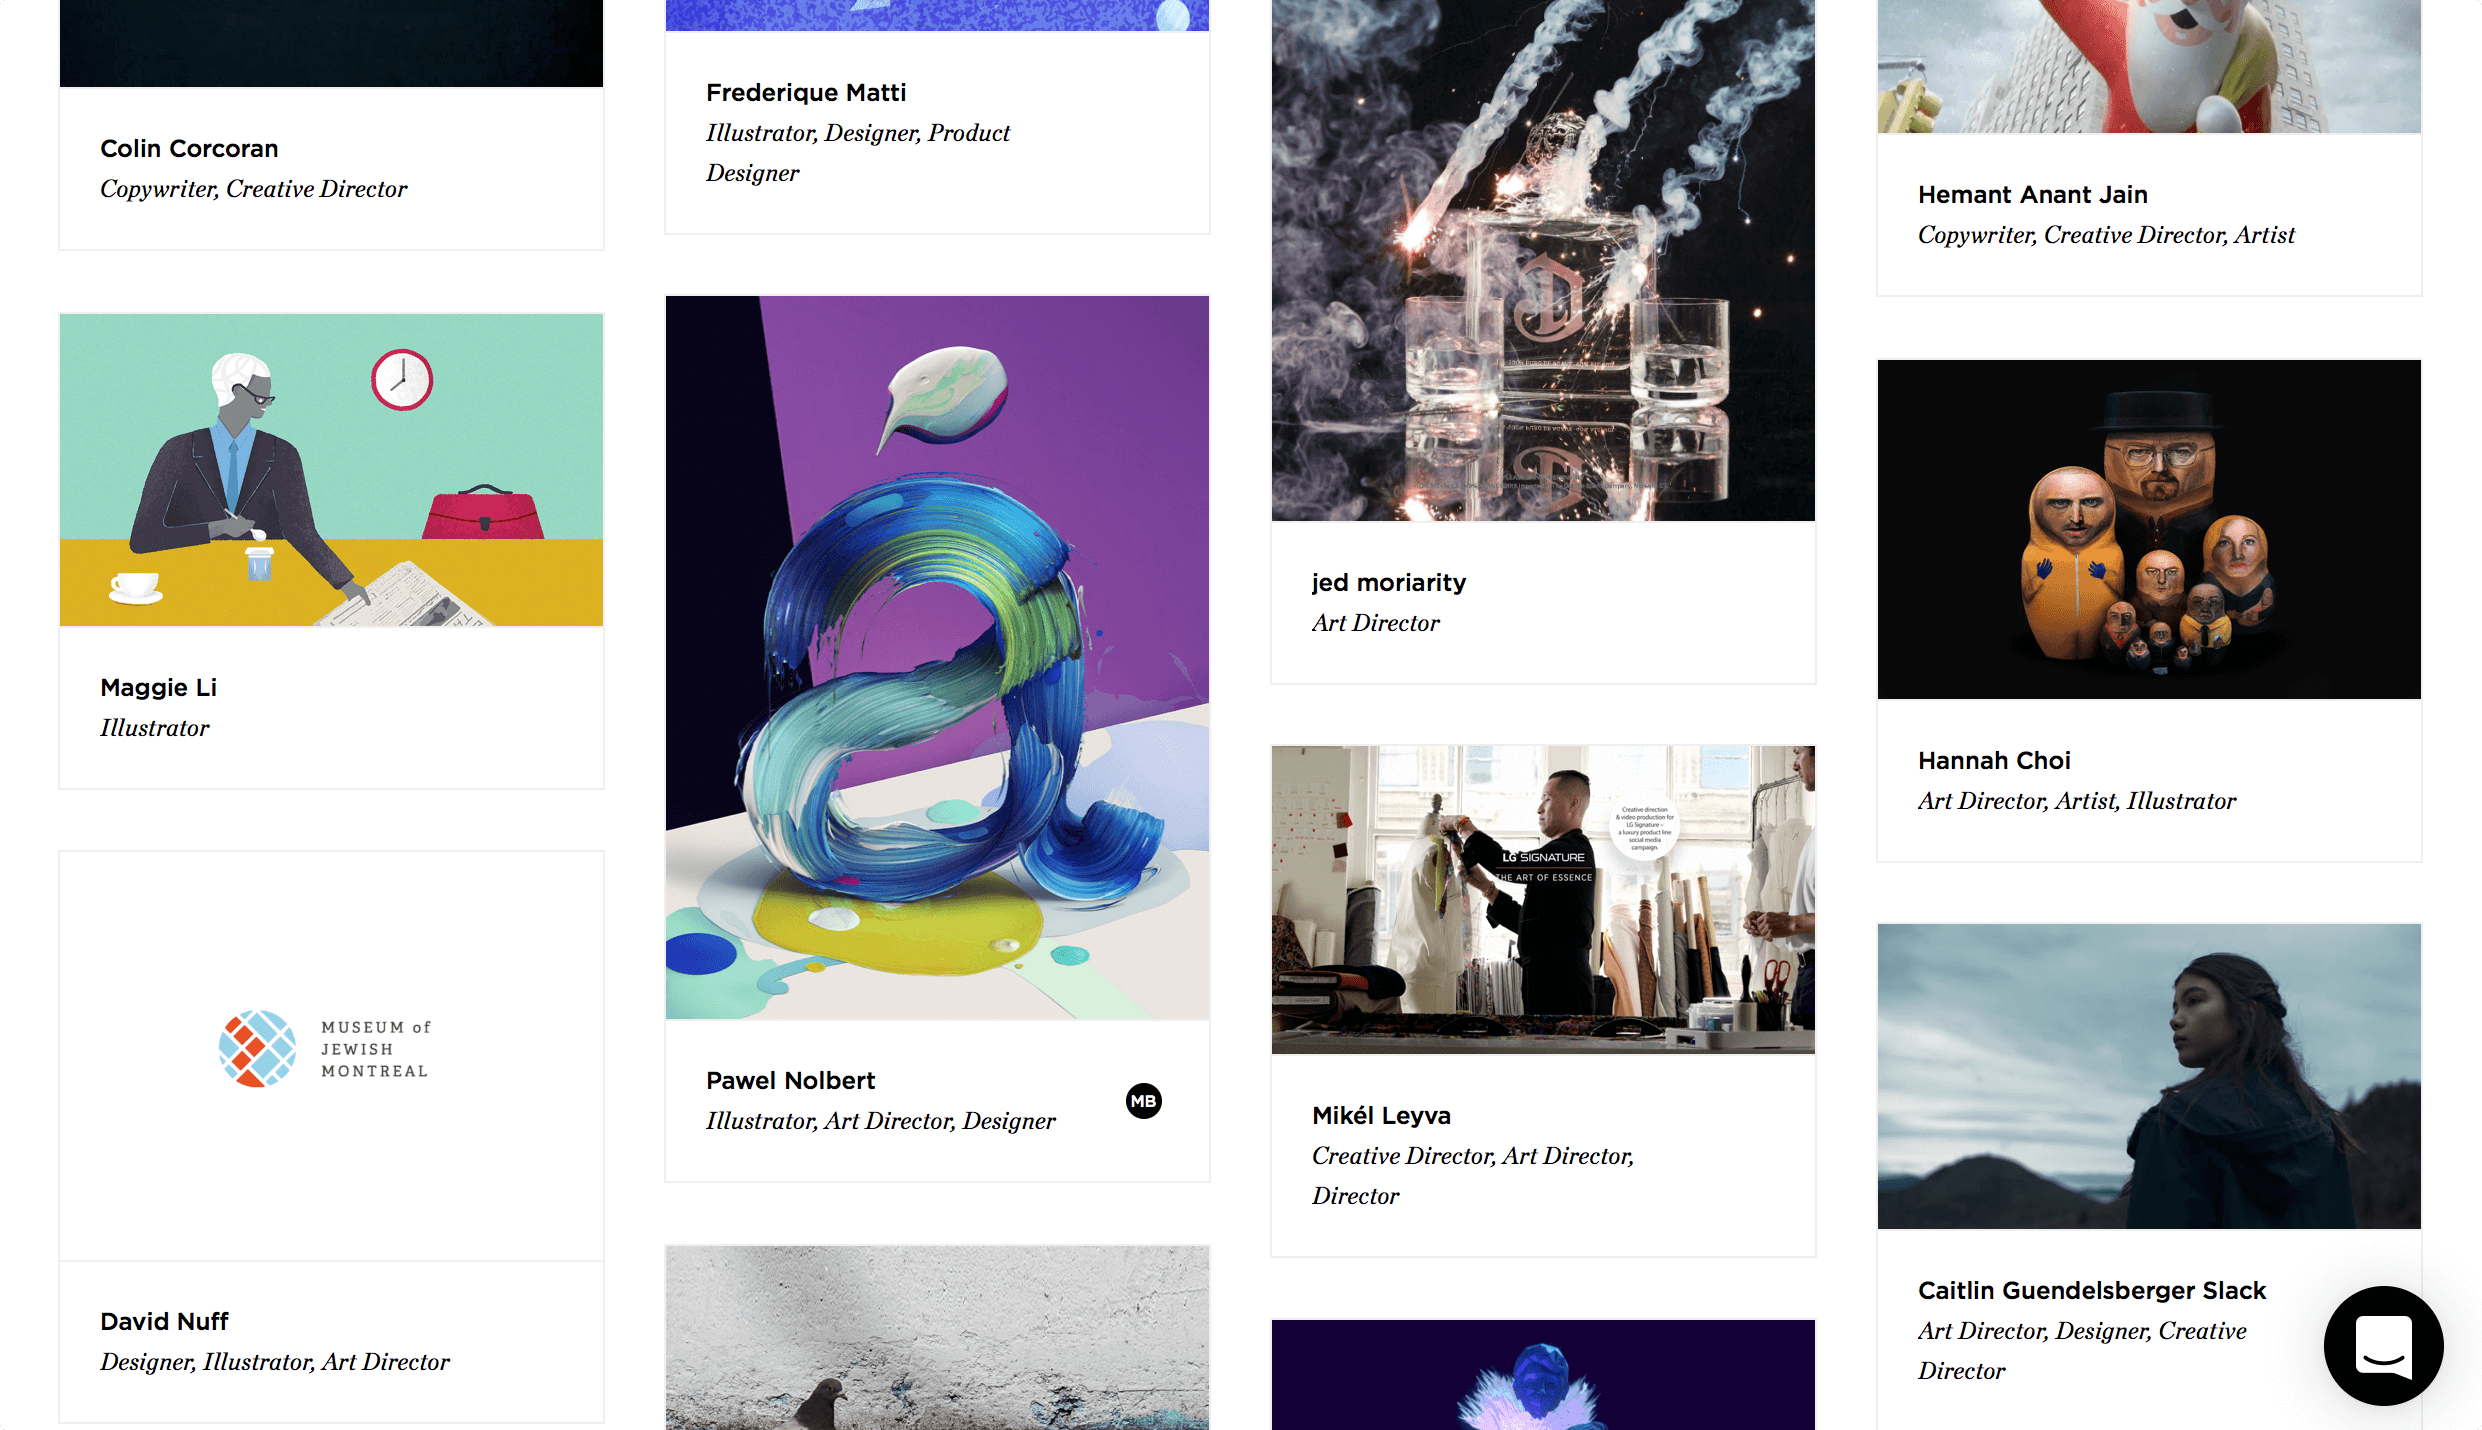 Colin Corcoran
Copywriter, Creative Director
Maggie Li
Illustrator
MUSEUM of
JEWISH
MONTREAL
David Nuff
Designer, Illustrator, Art Director
Frederique Matti
Illustrator, Designer, Product
Designer
Pawel Nolbert
Illustrator, Art Director, Designer
MB
D
jed moriarity
Art Director
Creative direction
& video production for
LG Signature –
a luxury product line
social media
campaign.
LG SIGNATURE
THE ART OF ESSENCE
Mikél Leyva
Creative Director, Art Director,
Director
Hemant Anant Jain
Copywriter, Creative Director, Artist
Hannah Choi
Art Director, Artist, Illustrator
Caitlin Guendelsberger Slack
Art Director, Designer, Creative
Director